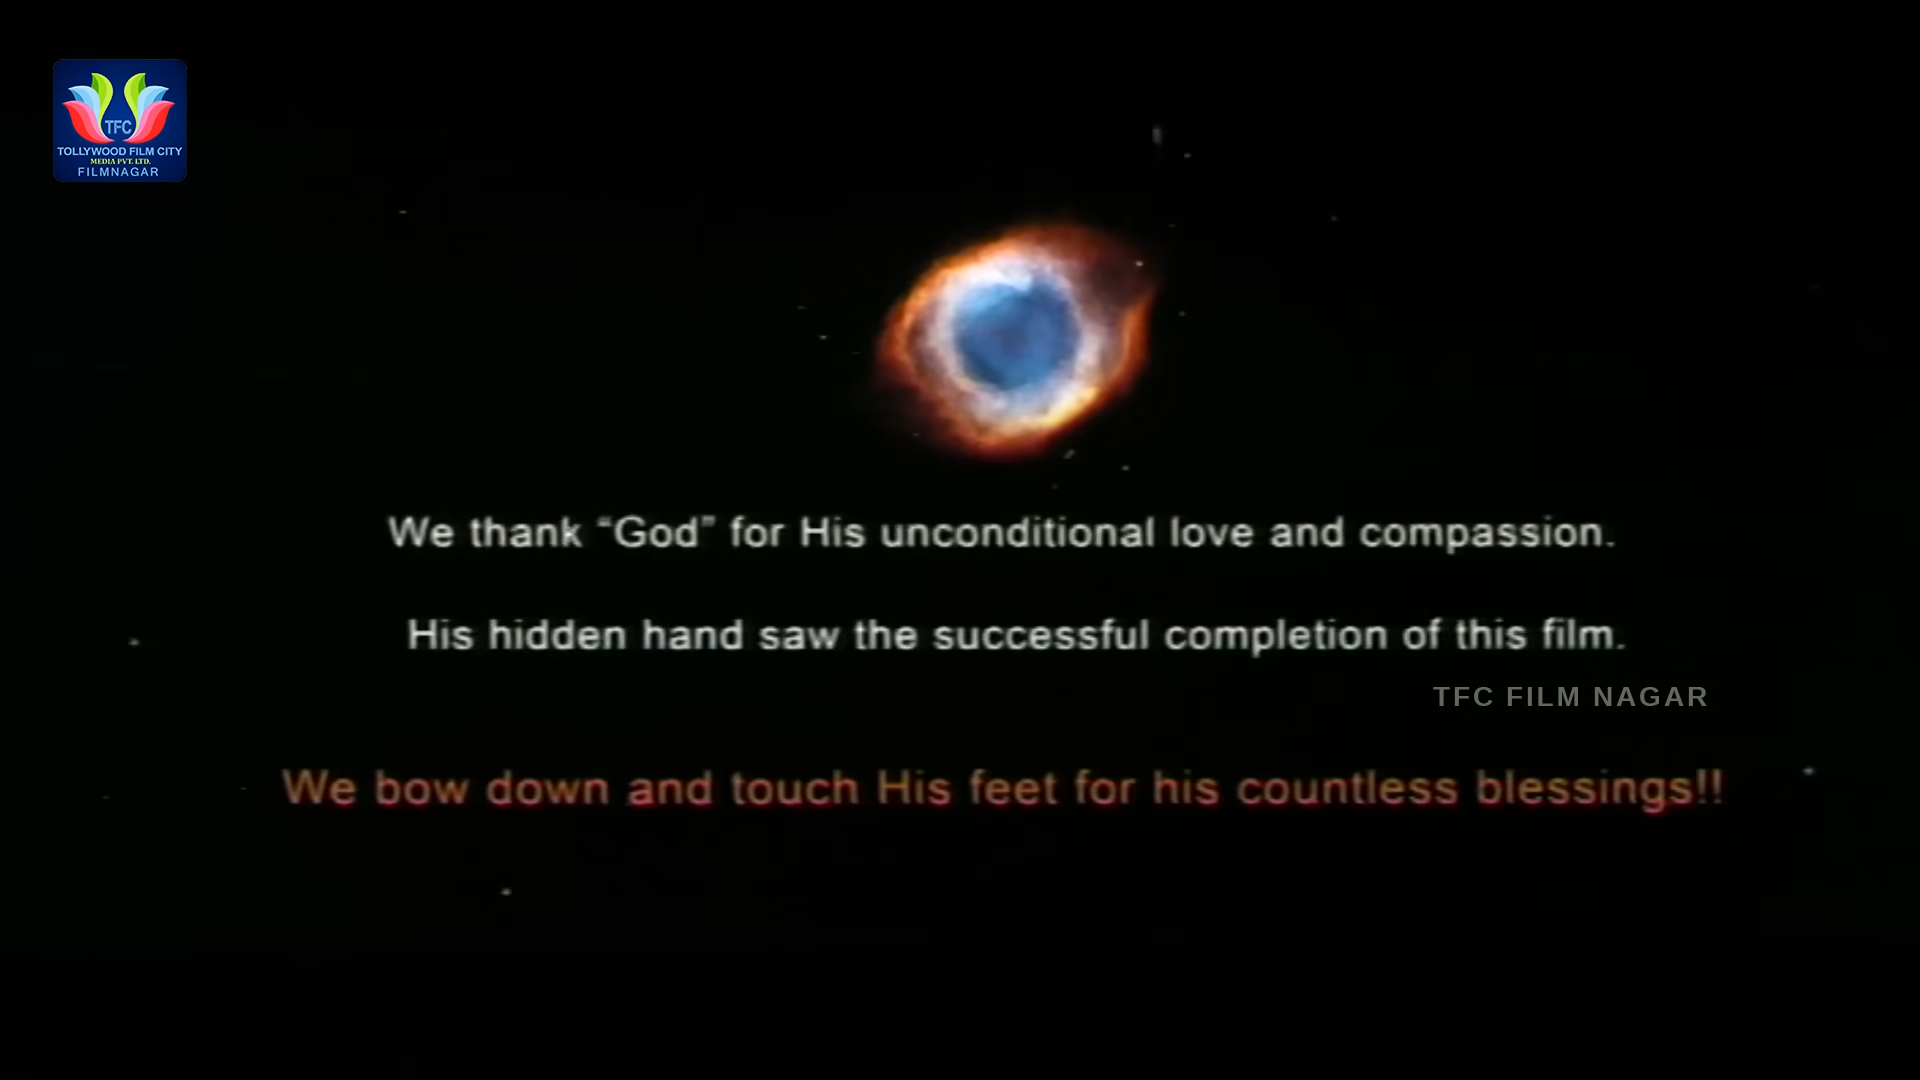 TFC
TOLLYWOOD FILM CITY
MEDIA PVT. LTD.
FILMNAGAR
We thank “God” for His unconditional love and compassion.
His hidden hand saw the successful completion of this film.
TFC FILM NAGAR
We bow down and touch His feet for his countless blessings!!